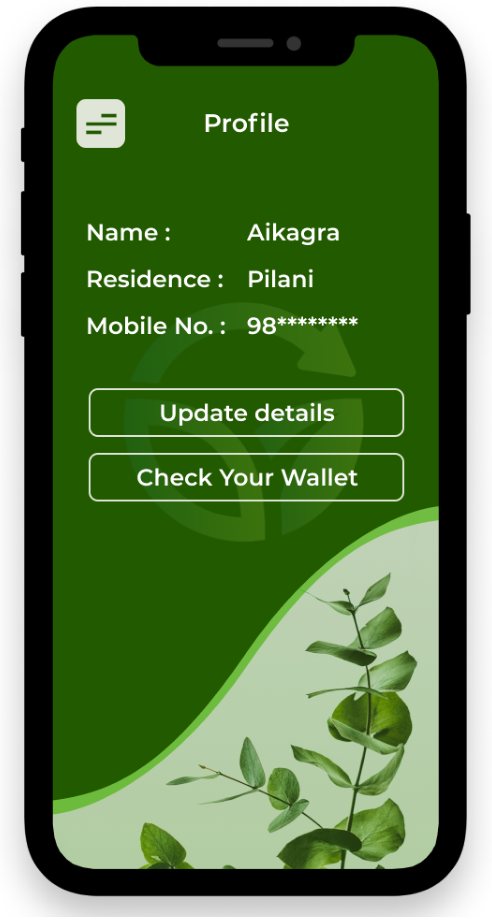 Profile
Name : Aikagra
Residence : Pilani
Mobile No. : 98********
Update details
Check Your Wallet